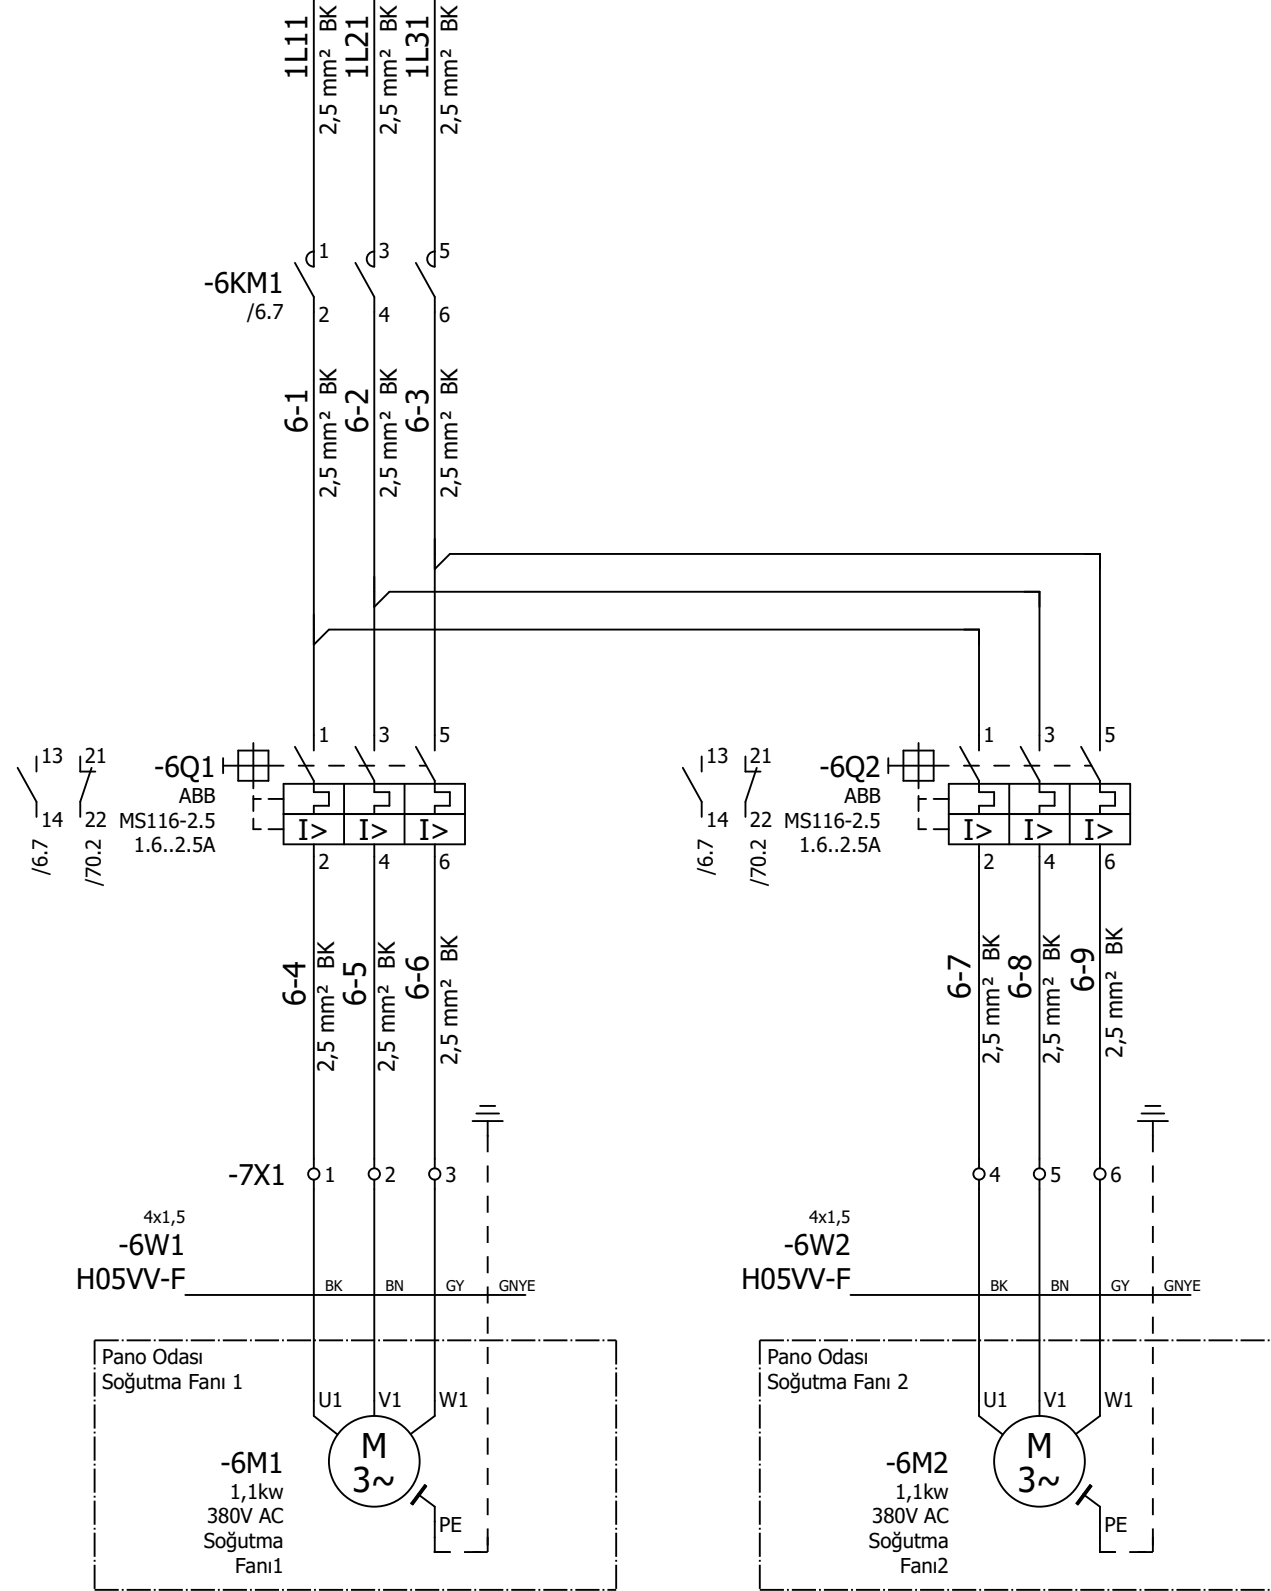 1L11
2,5 mm² BK
1L21
2,5 mm² BK
1L31
2,5 mm² BK
-6KM1
/6.7
1
2
3
4
5
6
6-1
2,5 mm² BK
6-2
2,5 mm² BK
6-3
2,5 mm² BK
13
14
/6.7
21
22
/70.2
-6Q1
ABB
MS116-2.5
1.6..2.5A
1
3
5
I>
I>
I>
2
4
6
13
14
/6.7
21
22
/70.2
-6Q2
ABB
MS116-2.5
1.6..2.5A
1
3
5
I>
I>
I>
2
4
6
6-4
2,5 mm² BK
6-5
2,5 mm² BK
6-6
2,5 mm² BK
6-7
2,5 mm² BK
6-8
2,5 mm² BK
6-9
2,5 mm² BK
-7X1
1
2
3
4
5
6
4x1,5
-6W1
H05VV-F
BK
BN
GY
GNYE
4x1,5
-6W2
H05VV-F
BK
BN
GY
GNYE
Pano Odası
Soğutma Fanı 1
U1
V1
W1
M
3~
-6M1
1,1kw
380V AC
Soğutma
Fanı1
PE
Pano Odası
Soğutma Fanı 2
U1
V1
W1
M
3~
-6M2
1,1kw
380V AC
Soğutma
Fanı2
PE